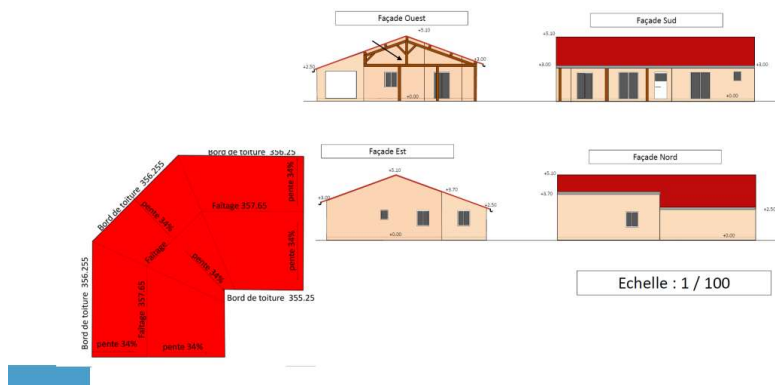 Façade Ouest
+5.10
+2.50
+3.00
+0.00
Façade Sud
+5.10
+3.00
+3.00
+0.00
Bord de toiture 356.25
Bord de toiture 356.255
pente 34%
pente 34%
Faîtage 357.65
Faîtage
pente 34%
pente 34%
Bord de toiture 356.255
Faîtage 357.65
Bord de toiture 355.25
pente 34%
pente 34%
Façade Est
+5.10
+3.00
+3.70
+2.50
+0.00
Façade Nord
+5.10
+3.70
+2.50
+0.00
Echelle : 1 / 100